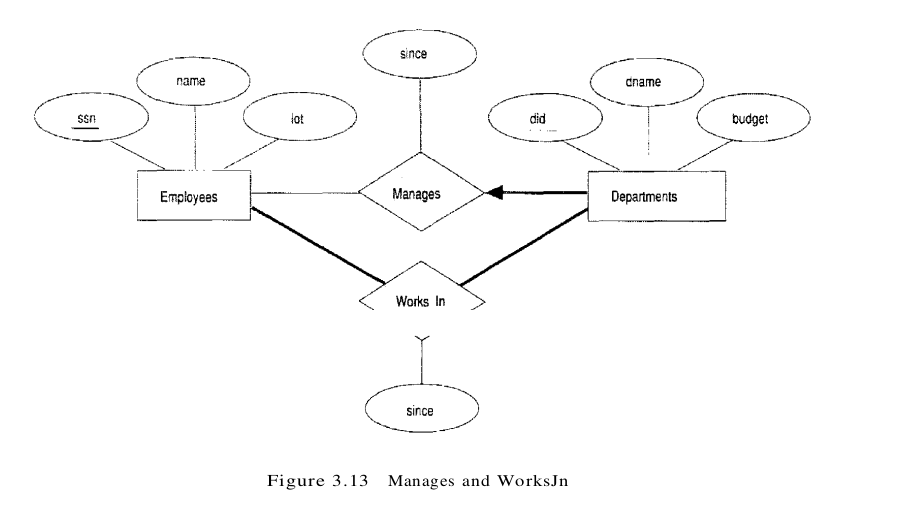 since
name
dname
ssn
lot
did
budget
Employees
Manages
Departments
Works In
since
Figure 3.13 Manages and WorksJn